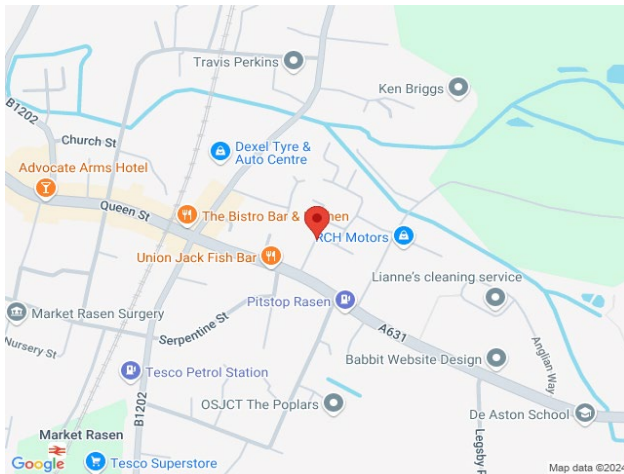 Travis Perkins
Ken Briggs
B1202
Church St
Dexel Tyre &
Auto Centre
Advocate Arms Hotel
Queen St
The Bistro Bar &
RCH Motors
Union Jack Fish Bar
Lianne's cleaning service
Pitstop Rasen
Market Rasen Surgery
Serpentine St
A631
Nursery St
Anglian Way
Babbit Website Design
Tesco Petrol Station
B1202
OSJCT The Poplars
De Aston School
Legsby
Market Rasen
Google
Tesco Superstore
Map data ©2024